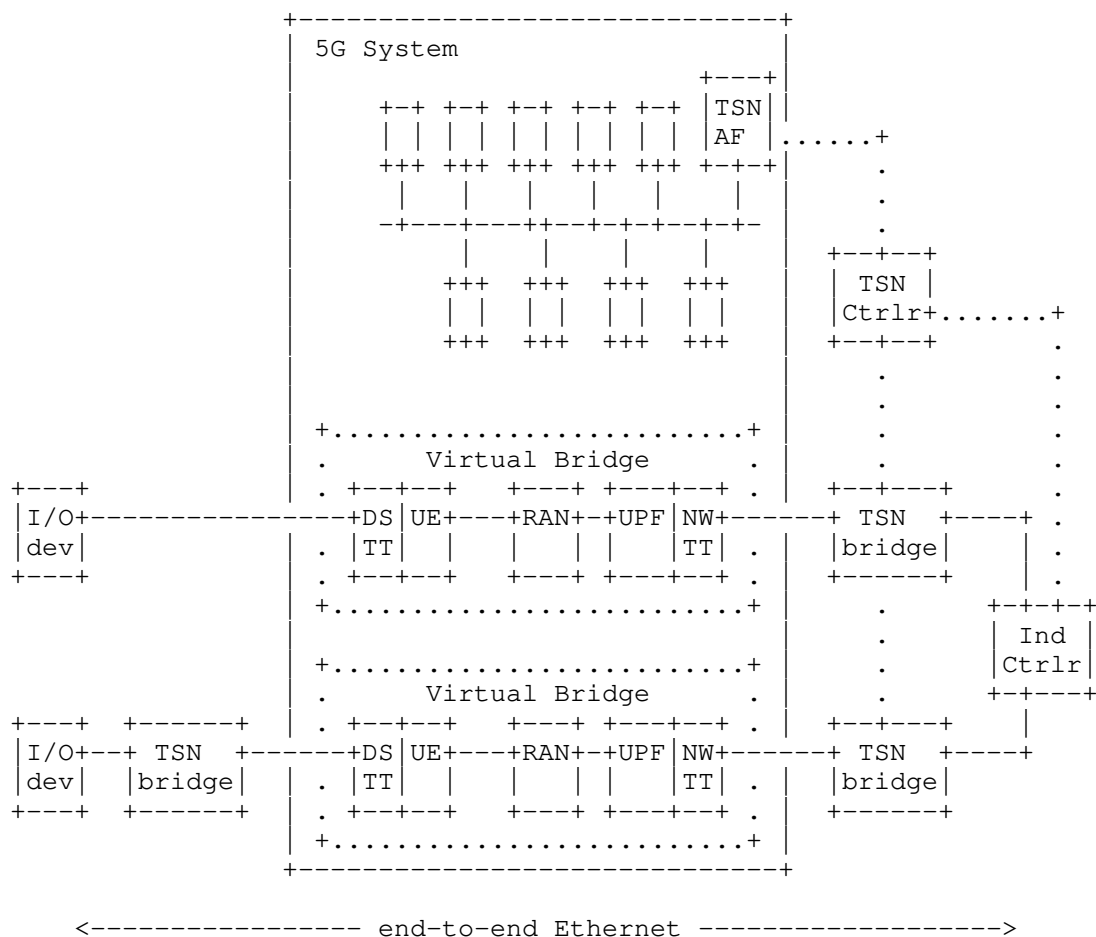 5G System
TSN
AF
TSN
Ctrlr
Virtual Bridge
I/O DS UE RAN UPF NW TSN
dev TT TT bridge
Ind
Ctrlr
Virtual Bridge
I/O TSN DS UE RAN UPF NW TSN
dev bridge TT TT bridge
end-to-end Ethernet